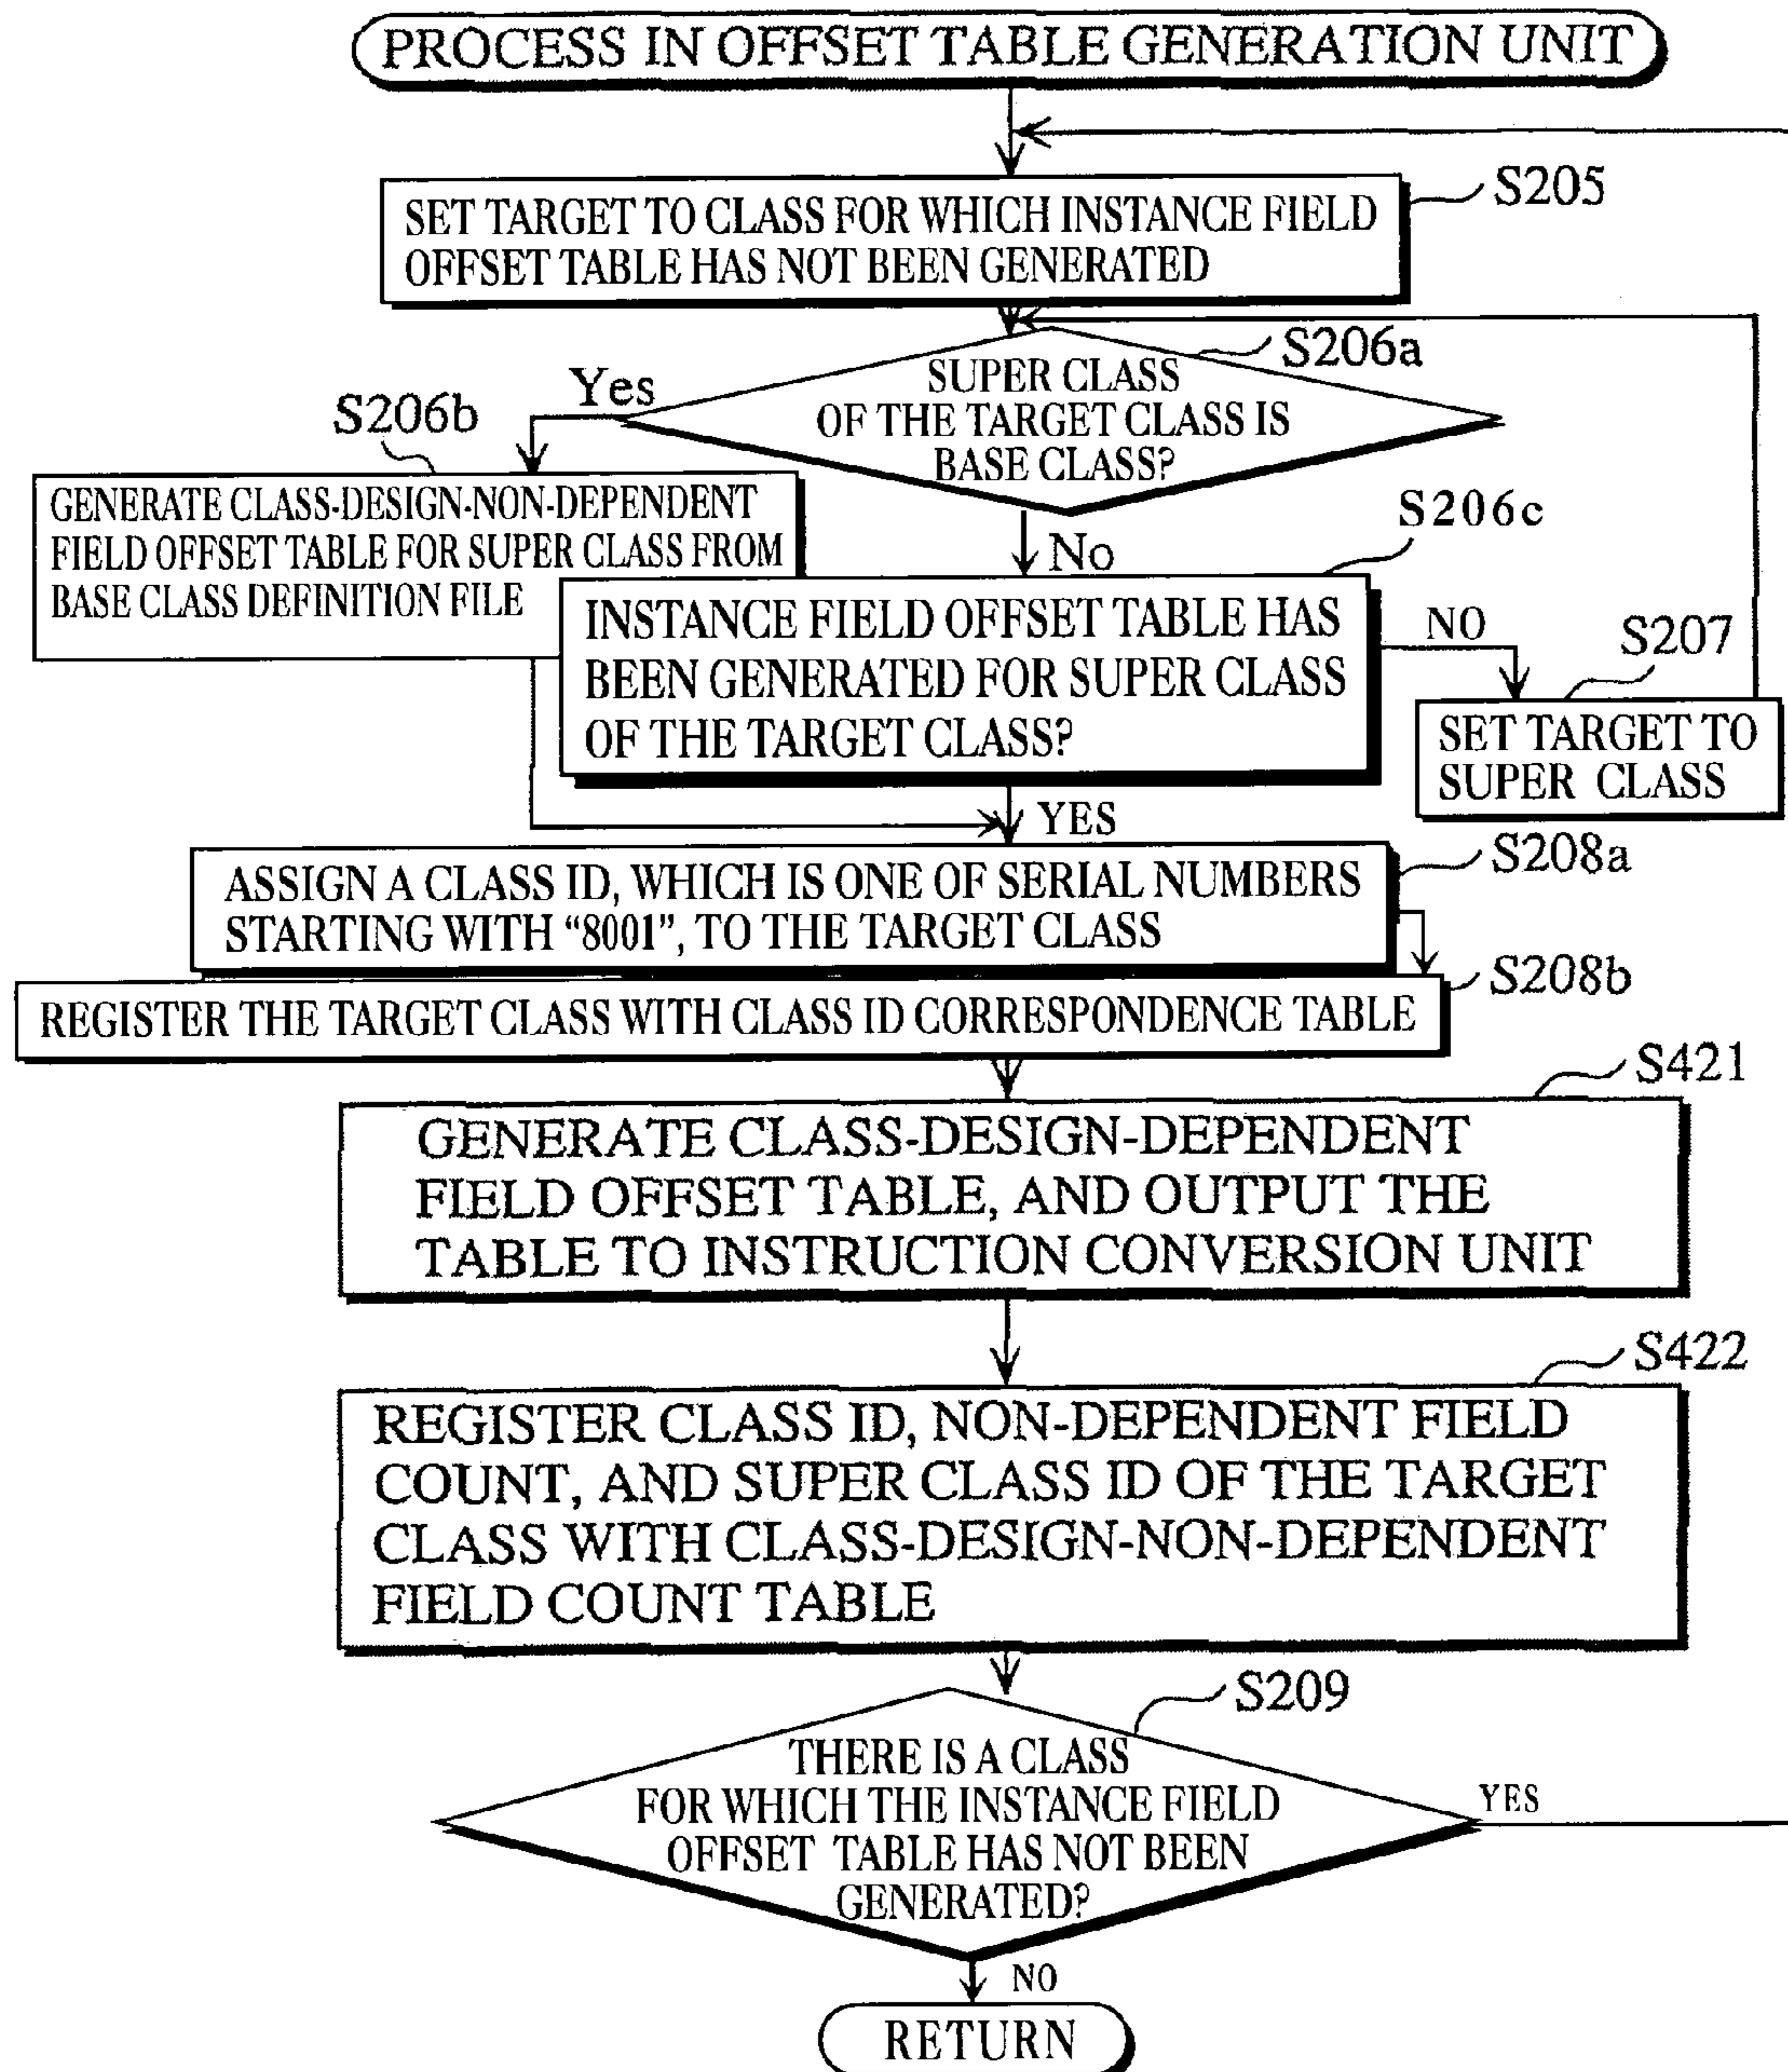 PROCESS IN OFFSET TABLE GENERATION UNIT
S205
SET TARGET TO CLASS FOR WHICH INSTANCE FIELD
OFFSET TABLE HAS NOT BEEN GENERATED
S206a
SUPER CLASS
OF THE TARGET CLASS IS
BASE CLASS?
Yes
S206b
GENERATE CLASS-DESIGN-NON-DEPENDENT
FIELD OFFSET TABLE FOR SUPER CLASS FROM
BASE CLASS DEFINITION FILE
No
S206c
INSTANCE FIELD OFFSET TABLE HAS
BEEN GENERATED FOR SUPER CLASS
OF THE TARGET CLASS?
NO
S207
SET TARGET TO
SUPER CLASS
YES
S208a
ASSIGN A CLASS ID, WHICH IS ONE OF SERIAL NUMBERS
STARTING WITH “8001”, TO THE TARGET CLASS
S208b
REGISTER THE TARGET CLASS WITH CLASS ID CORRESPONDENCE TABLE
S421
GENERATE CLASS-DESIGN-DEPENDENT
FIELD OFFSET TABLE, AND OUTPUT THE
TABLE TO INSTRUCTION CONVERSION UNIT
S422
REGISTER CLASS ID, NON-DEPENDENT FIELD
COUNT, AND SUPER CLASS ID OF THE TARGET
CLASS WITH CLASS-DESIGN-NON-DEPENDENT
FIELD COUNT TABLE
S209
THERE IS A CLASS
FOR WHICH THE INSTANCE FIELD
OFFSET TABLE HAS NOT BEEN
GENERATED?
YES
NO
RETURN